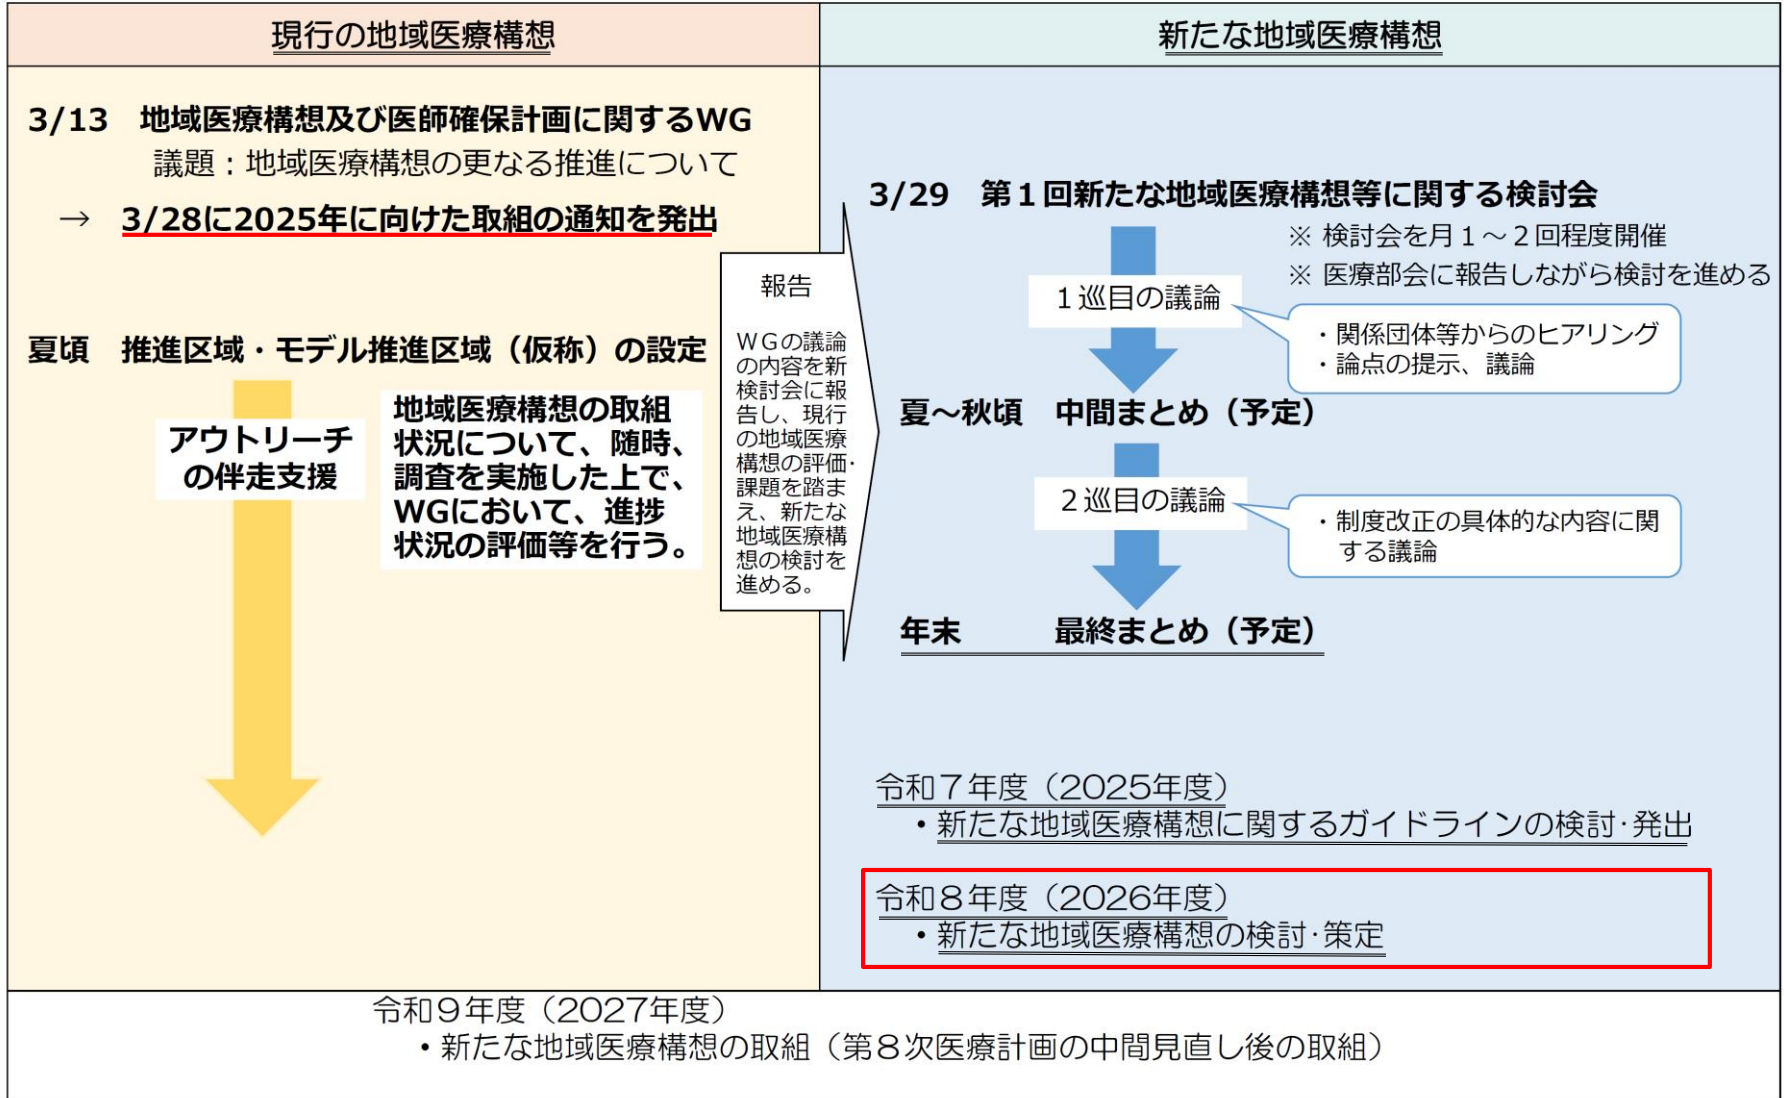 現行の地域医療構想
3/13　地域医療構想及び医師確保計画に関するWG
議題：地域医療構想の更なる推進について
→　3/28に2025年に向けた取組の通知を発出
夏頃　推進区域・モデル推進区域（仮称）の設定
アウトリーチ
の伴走支援
地域医療構想の取組
状況について、随時、
調査を実施した上で、
WGにおいて、進捗
状況の評価等を行う。
報告
ＷＧの議論
の内容を新
検討会に報
告し、現行
の地域医療
構想の評価･
課題を踏ま
え、新たな
地域医療構
想の検討を
進める。
新たな地域医療構想
3/29　第１回新たな地域医療構想等に関する検討会
※ 検討会を月１～２回程度開催
※ 医療部会に報告しながら検討を進める
１巡目の議論
・関係団体等からのヒアリング
・論点の提示、議論
夏～秋頃　中間まとめ（予定）
２巡目の議論
・制度改正の具体的な内容に関
する議論
年末　　　最終まとめ（予定）
令和７年度（2025年度）
・新たな地域医療構想に関するガイドラインの検討･発出
令和８年度（2026年度）
・新たな地域医療構想の検討･策定
令和９年度（2027年度）
・新たな地域医療構想の取組（第８次医療計画の中間見直し後の取組）